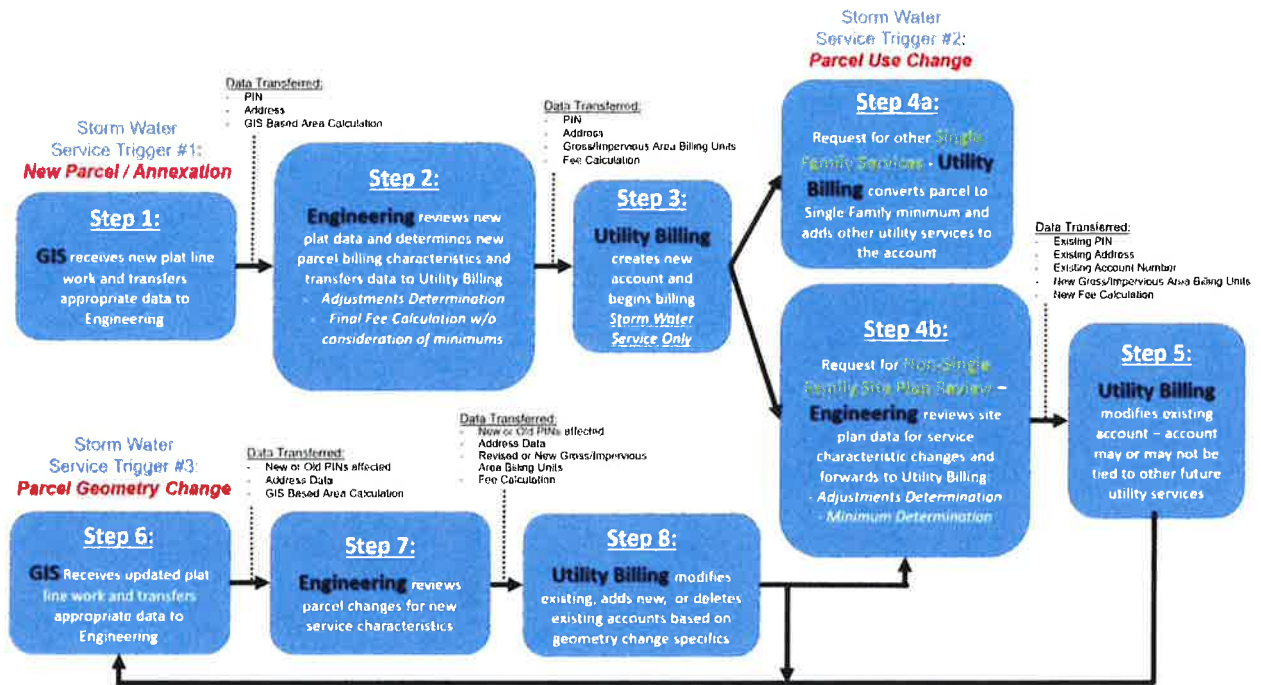 Storm Water
Service Trigger #1:
New Parcel / Annexation
Step 1:
GIS receives new plat line
work and transfers
appropriate data to
Engineering
Data Transferred:
- PIN
- Address
- GIS Based Area Calculation
Step 2:
Engineering reviews new
plat data and determines new
parcel billing characteristics and
transfers data to Utility Billing
- Adjustments Determination
- Final Fee Calculation w/o
consideration of minimums
Data Transferred:
- PIN
- Address
- Gross/Impervious Area Billing Units
- Fee Calculation
Step 3:
Utility Billing
creates new
account and
begins billing
Storm Water
Service Only
Storm Water
Service Trigger #2:
Parcel Use Change
Step 4a:
Request for other Single
Family Services - Utility
Billing converts parcel to
Single Family minimum and
adds other utility services to
the account
Step 4b:
Request for Non-Single
Family Site Plan Review –
Engineering reviews site
plan data for service
characteristic changes and
forwards to Utility Billing
- Adjustments Determination
- Minimum Determination
Data Transferred:
- Existing PIN
- Existing Address
- Existing Account Number
- New Gross/Impervious Area Billing Units
- New Fee Calculation
Step 5:
Utility Billing
modifies existing
account – account
may or may not be
tied to other future
utility services
Storm Water
Service Trigger #3:
Parcel Geometry Change
Step 6:
GIS Receives updated plat
line work and transfers
appropriate data to
Engineering
Data Transferred:
- New or Old PINs affected
- Address Data
- GIS Based Area Calculation
Step 7:
Engineering reviews
parcel changes for new
service characteristics
Data Transferred:
- New or Old PINs affected
- Address Data
- Revised or New Gross/Impervious
Area Billing Units
- Fee Calculation
Step 8:
Utility Billing modifies
existing, adds new, or deletes
existing accounts based on
geometry change specifics